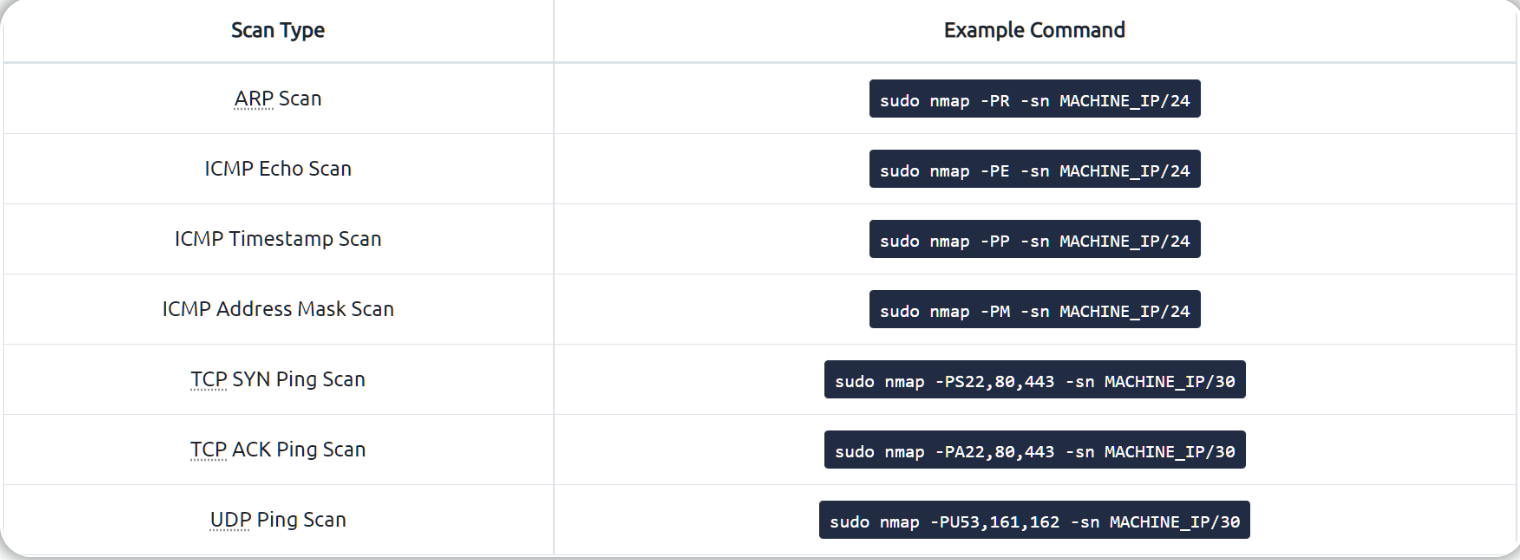 Scan Type Example Command
ARP Scan sudo nmap -PR -sn MACHINE_IP/24
ICMP Echo Scan sudo nmap -PE -sn MACHINE_IP/24
ICMP Timestamp Scan sudo nmap -PP -sn MACHINE_IP/24
ICMP Address Mask Scan sudo nmap -PM -sn MACHINE_IP/24
TCP SYN Ping Scan sudo nmap -PS22,80,443 -sn MACHINE_IP/30
TCP ACK Ping Scan sudo nmap -PA22,80,443 -sn MACHINE_IP/30
UDP Ping Scan sudo nmap -PU53,161,162 -sn MACHINE_IP/30